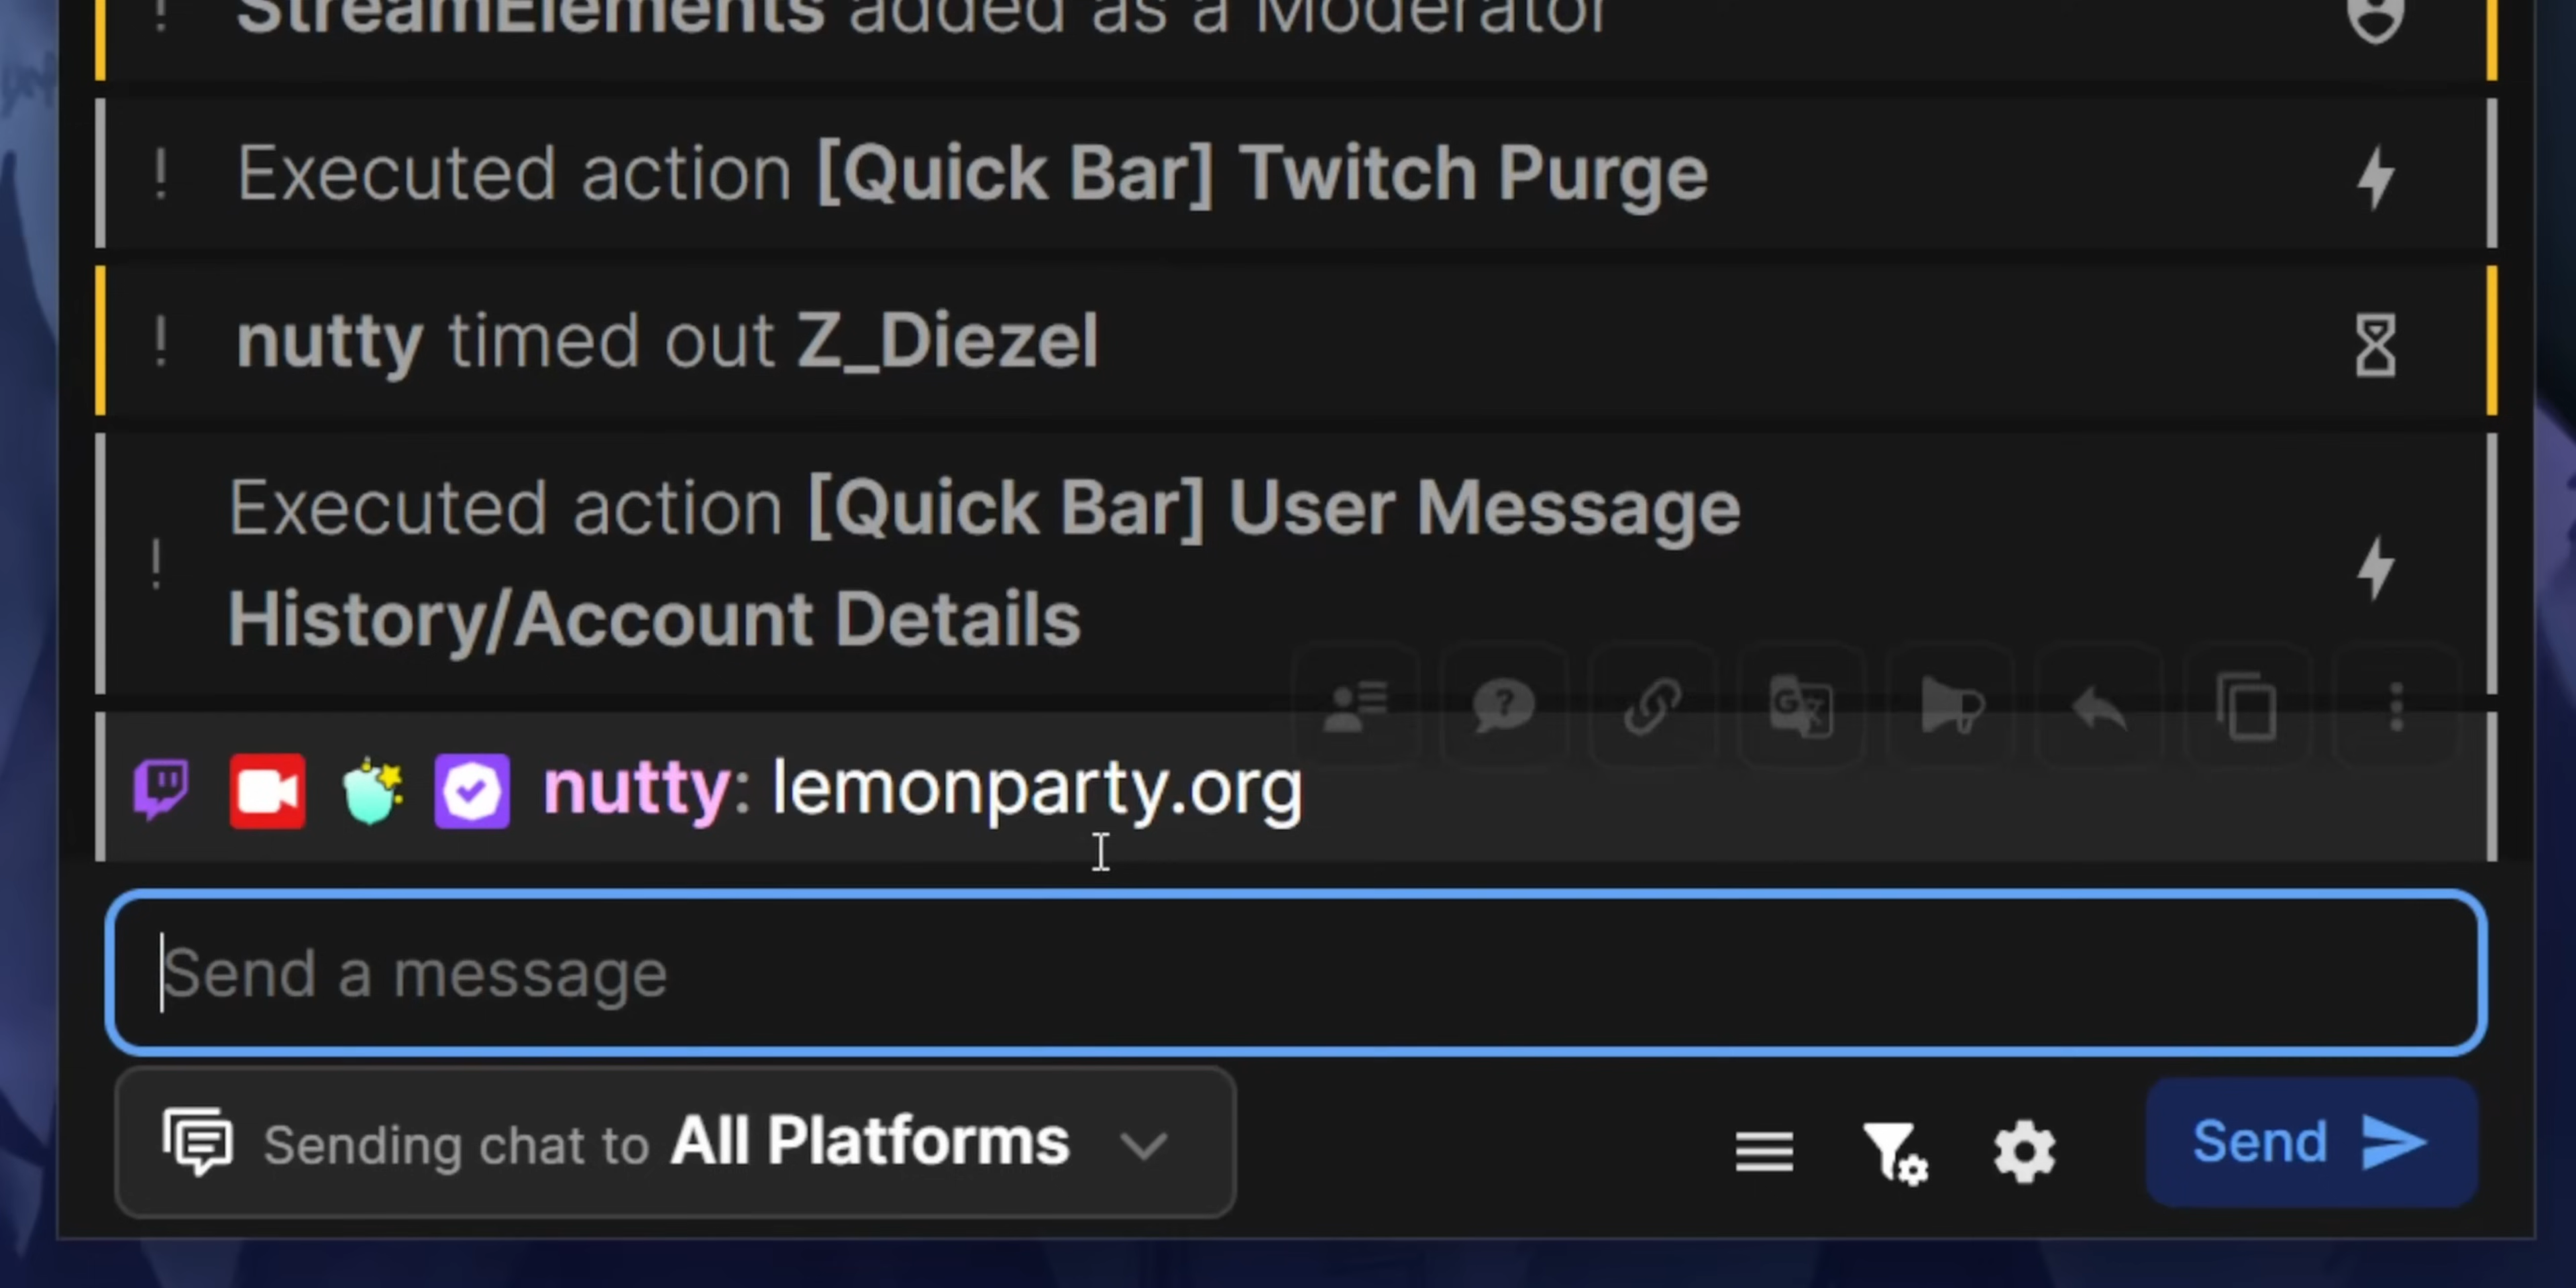 ! StreamElements added as a Moderator
! Executed action [Quick Bar] Twitch Purge
! nutty timed out Z_Diezel
! Executed action [Quick Bar] User Message
History/Account Details
nutty: lemonparty.org
Send a message
Sending chat to All Platforms
Send